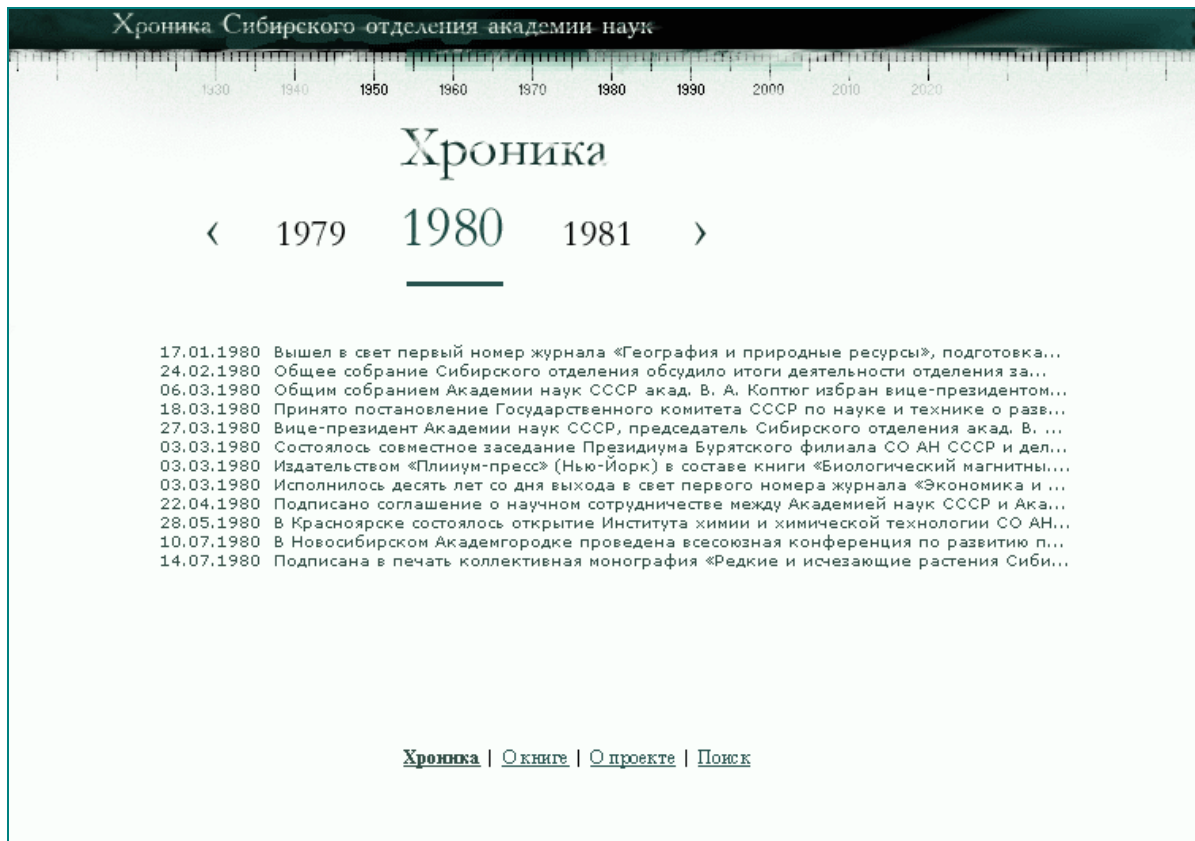 Хроника Сибирского отделения академии наук
1930 1940 1950 1960 1970 1980 1990 2000 2010 2020
Хроника
‹ 1979 1980 1981 ›
17.01.1980 Вышел в свет первый номер журнала «География и природные ресурсы», подготовка...
24.02.1980 Общее собрание Сибирского отделения обсудило итоги деятельности отделения за...
06.03.1980 Общим собранием Академии наук СССР акад. В. А. Коптюг избран вице-президентом...
18.03.1980 Принято постановление Государственного комитета СССР по науке и технике о разв...
27.03.1980 Вице-президент Академии наук СССР, председатель Сибирского отделения акад. В. ...
03.03.1980 Состоялось совместное заседание Президиума Бурятского филиала СО АН СССР и дел...
03.03.1980 Издательством «Плииум-пресс» (Нью-Йорк) в составе книги «Биологический магнитны....
03.03.1980 Исполнилось десять лет со дня выхода в свет первого номера журнала «Экономика и ...
22.04.1980 Подписано соглашение о научном сотрудничестве между Академией наук СССР и Ака...
28.05.1980 В Красноярске состоялось открытие Института химии и химической технологии СО АН...
10.07.1980 В Новосибирском Академгородке проведена всесоюзная конференция по развитию п...
14.07.1980 Подписана в печать коллективная монография «Редкие и исчезающие растения Сиби...
Хроника | О книге | О проекте | Поиск